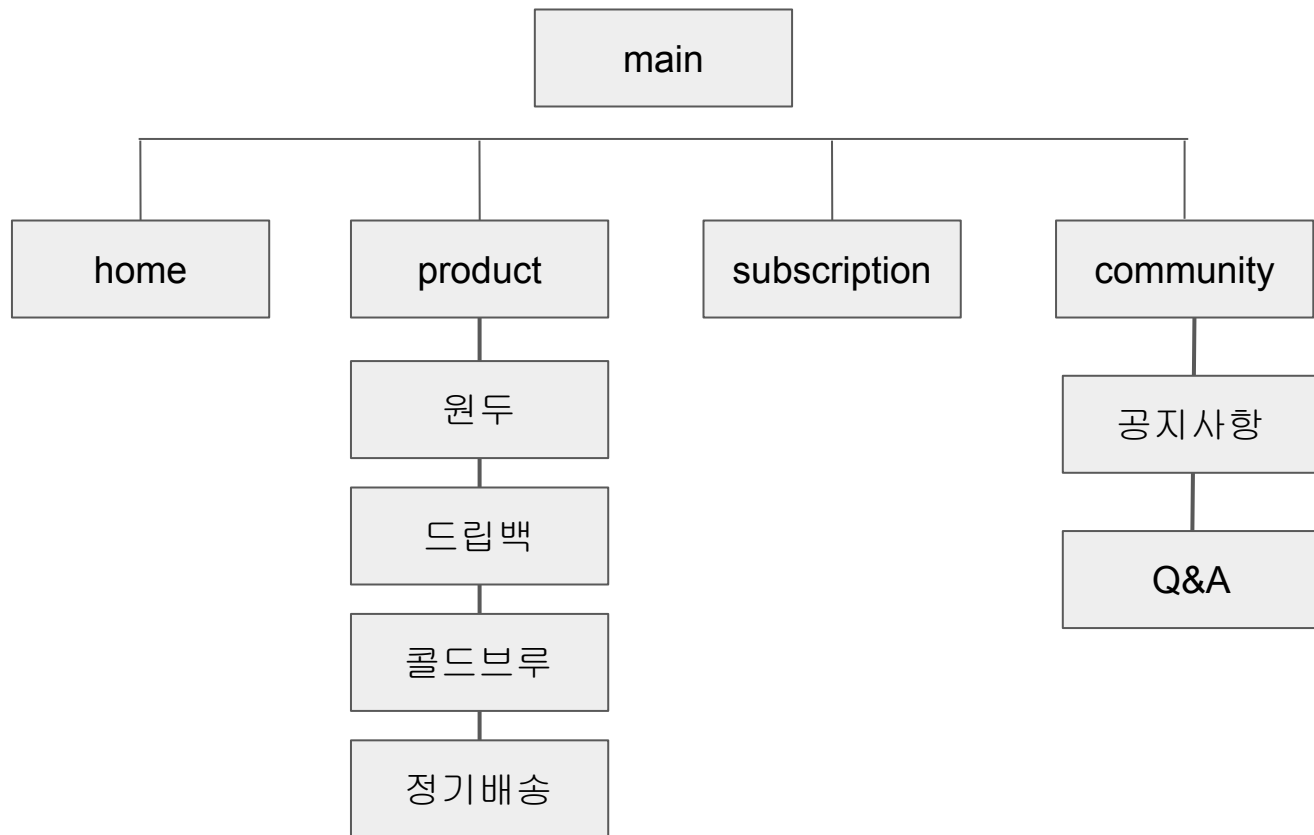 main
home
product
subscription
community
원두
공지사항
드립백
Q&A
콜드브루
정기배송